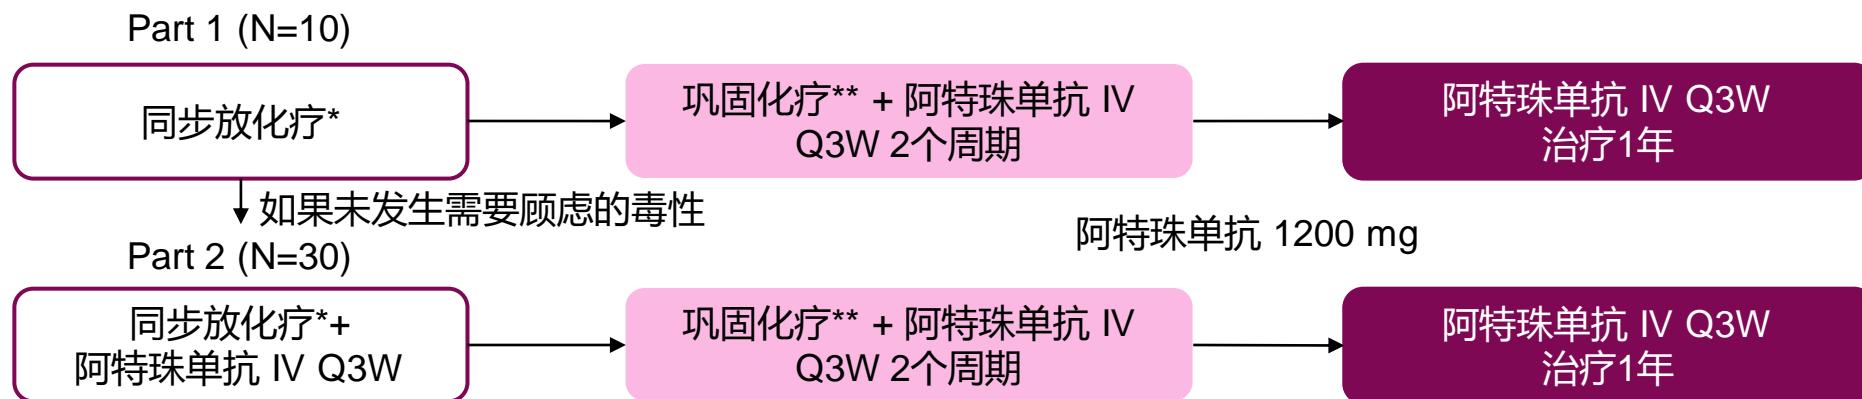 Part 1 (N=10)
同步放化疗*
巩固化疗** + 阿特珠单抗 IV
Q3W 2个周期
阿特珠单抗 IV Q3W
治疗1年
如果未发生需要顾虑的毒性
阿特珠单抗 1200 mg
Part 2 (N=30)
同步放化疗*+
阿特珠单抗 IV Q3W
巩固化疗** + 阿特珠单抗 IV
Q3W 2个周期
阿特珠单抗 IV Q3W
治疗1年